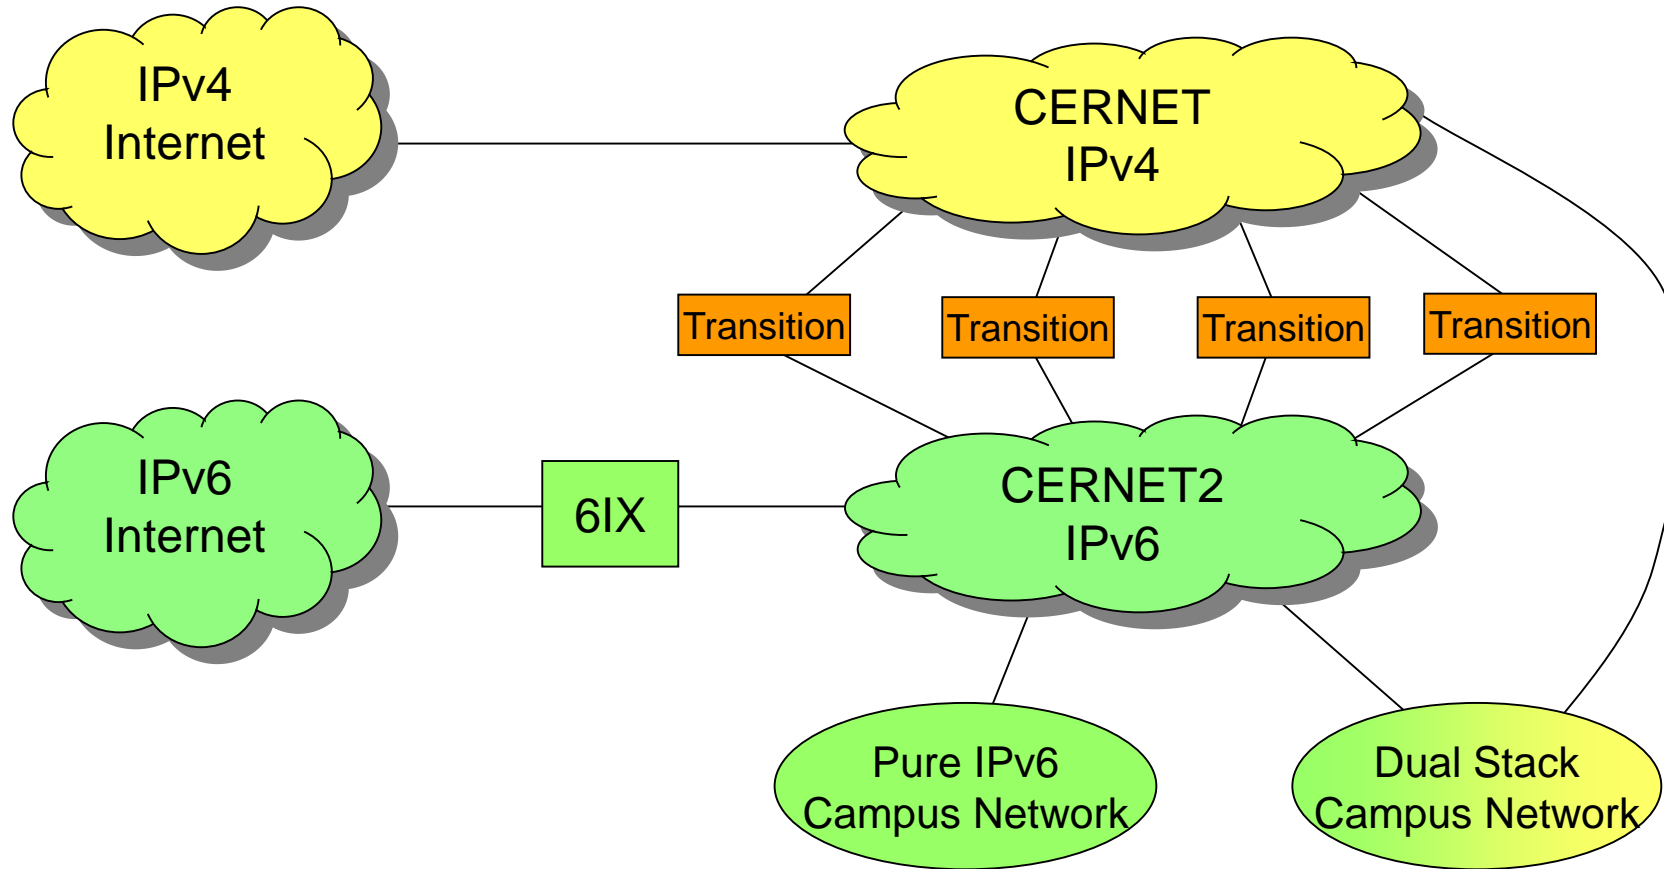 IPv4
Internet
CERNET
IPv4
Transition
Transition
Transition
Transition
IPv6
Internet
6IX
CERNET2
IPv6
Pure IPv6
Campus Network
Dual Stack
Campus Network